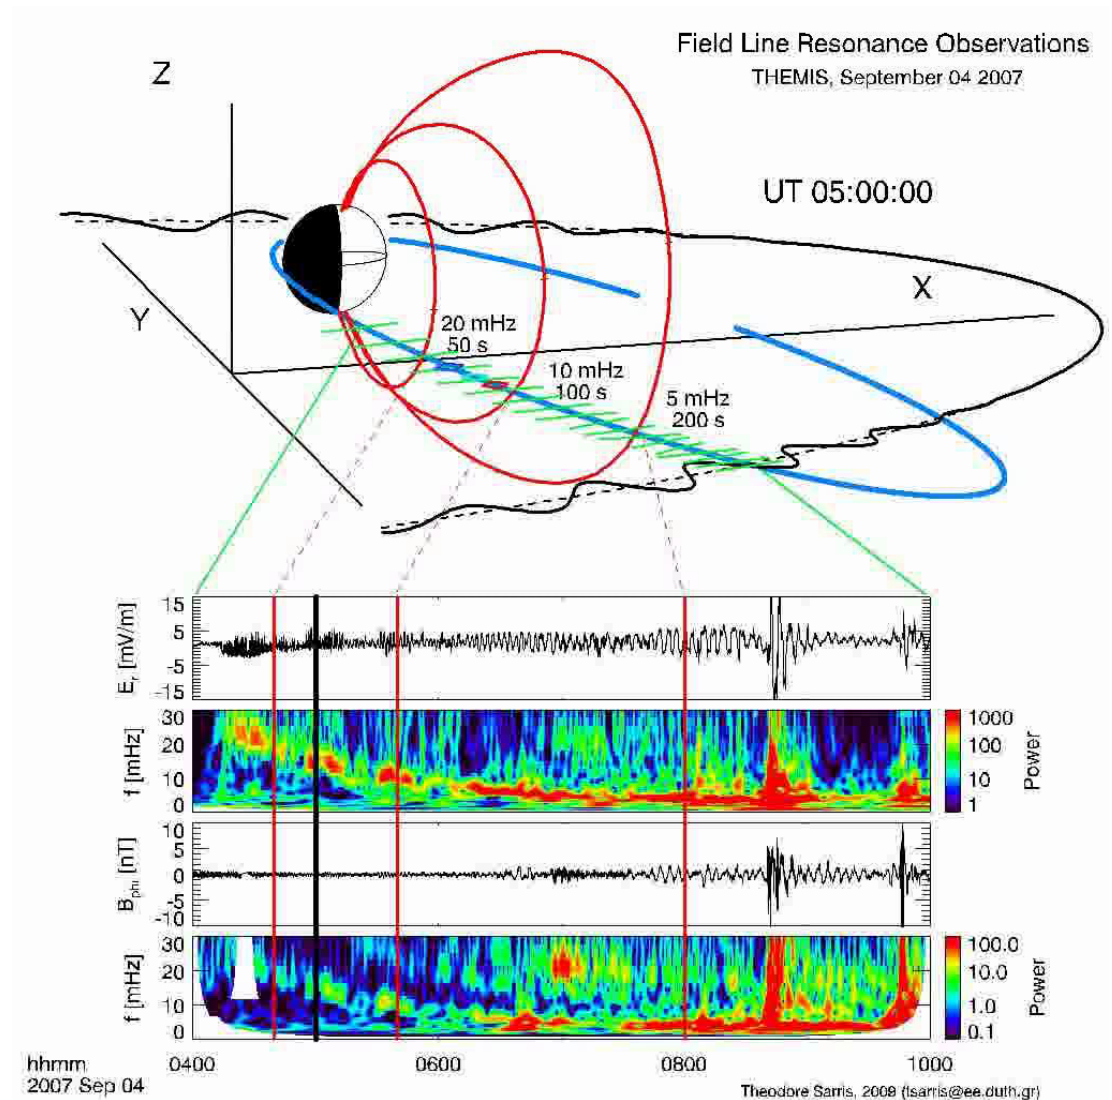 Field Line Resonance Observations
THEMIS, September 04 2007
Z
UT 05:00:00
X
Y
20 mHz
50 s
10 mHz
100 s
5 mHz
200 s
E_r [mV/m]
15
5
-5
-15
f [mHz]
30
20
10
0
1000
100
10
1
Power
B_phi [nT]
10
5
0
-5
-10
f [mHz]
30
20
10
0
100.0
10.0
1.0
0.1
Power
hhmm
2007 Sep 04
0400
0600
0800
1000
Theodore Sarris, 2009 (tsarris@ee.duth.gr)